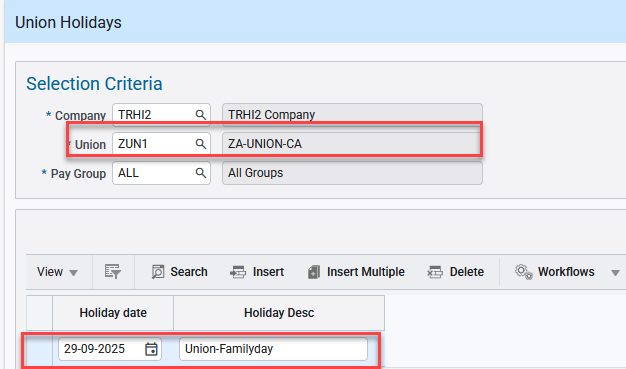 Union Holidays
Selection Criteria
* Company TRHI2 TRHI2 Company
* Union ZUN1 ZA-UNION-CA
* Pay Group ALL All Groups
View Search Insert Insert Multiple Delete Workflows
Holiday date Holiday Desc
29-09-2025 Union-Familyday